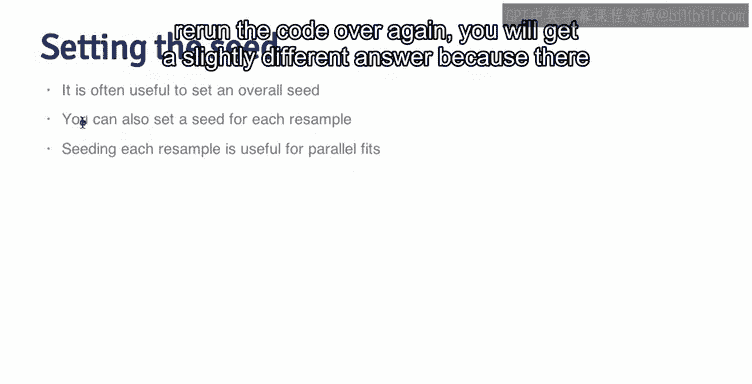 rerun the code over again, you will get
a slightly different answer because there
Setting the seed
· It is often useful to set an overall seed
· You can also set a seed for each resample
· Seeding each resample is useful for parallel fits